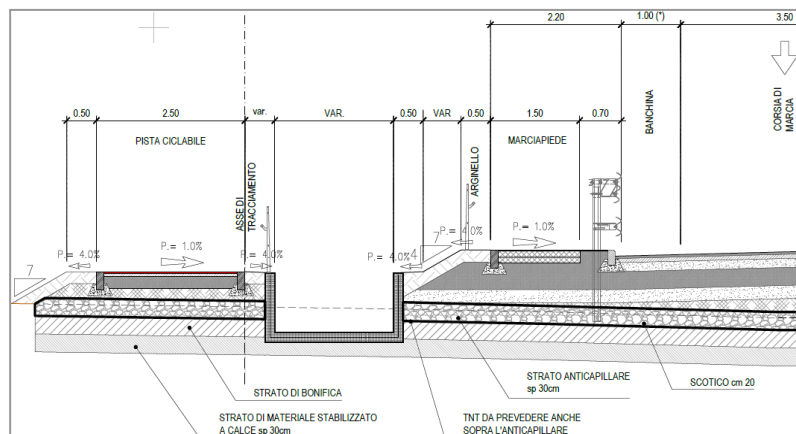 2.20
1.00 (*)
3.50
0.50
2.50
var.
VAR.
0.50
VAR
0.50
1.50
0.70
PISTA CICLABILE
MARCIAPIEDE
BANCHINA
CORSIA DI
MARCIA
ASSE DI
TRACCIAMENTO
ARGINELLO
P.= 4.0%
P.= 1.0%
P.= 4.0%
P.= 4.0%
P.= 4.0%
P.= 1.0%
7
4
7
STRATO DI BONIFICA
STRATO DI MATERIALE STABILIZZATO
A CALCE sp 30cm
STRATO ANTICAPILLARE
sp 30cm
SCOTICO cm 20
TNT DA PREVEDERE ANCHE
SOPRA L'ANTICAPILLARE